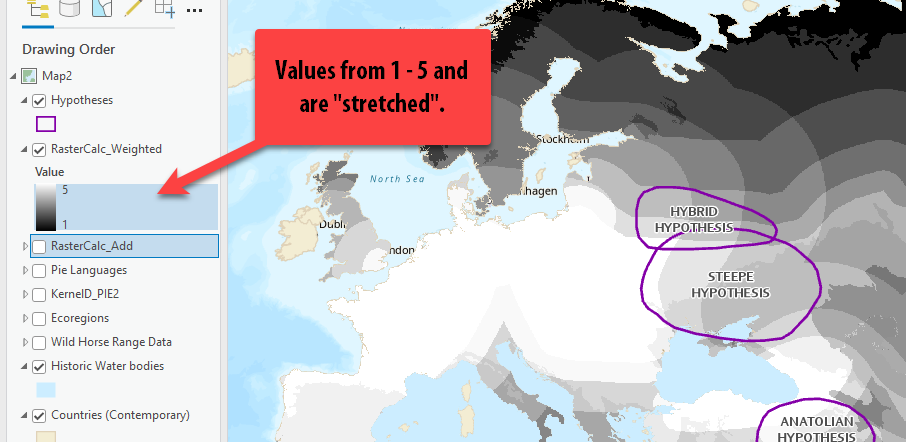 Drawing Order
Map2
Hypotheses
RasterCalc_Weighted
Value
5
1
RasterCalc_Add
Pie Languages
KernelD_PIE2
Ecoregions
Wild Horse Range Data
Historic Water bodies
Countries (Contemporary)
Values from 1 - 5 and
are "stretched".
Stockholm
North Sea
hagen
Dubli
ondon
HYBRID
HYPOTHESIS
STEEPE
HYPOTHESIS
ANATOLIAN
HYPOTHESIS